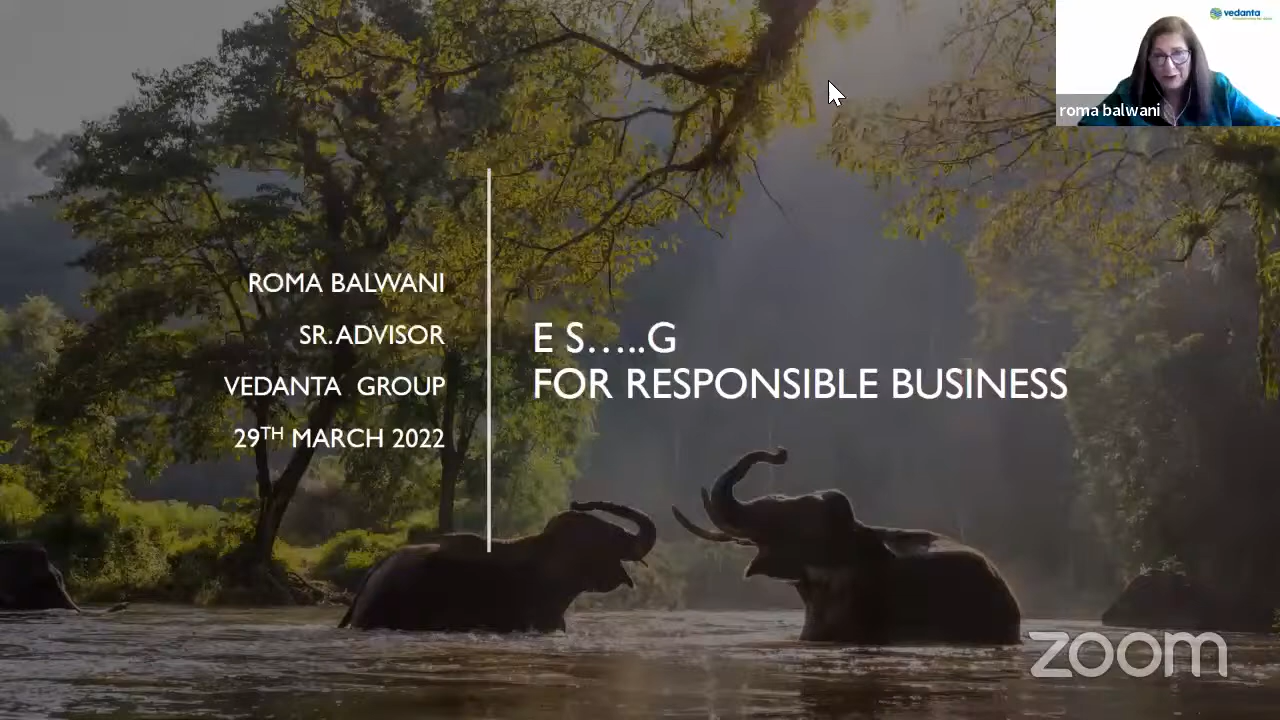 vedanta
roma balwani
ROMA BALWANI
SR. ADVISOR
VEDANTA GROUP
29TH MARCH 2022
E S…..G
FOR RESPONSIBLE BUSINESS
zoom